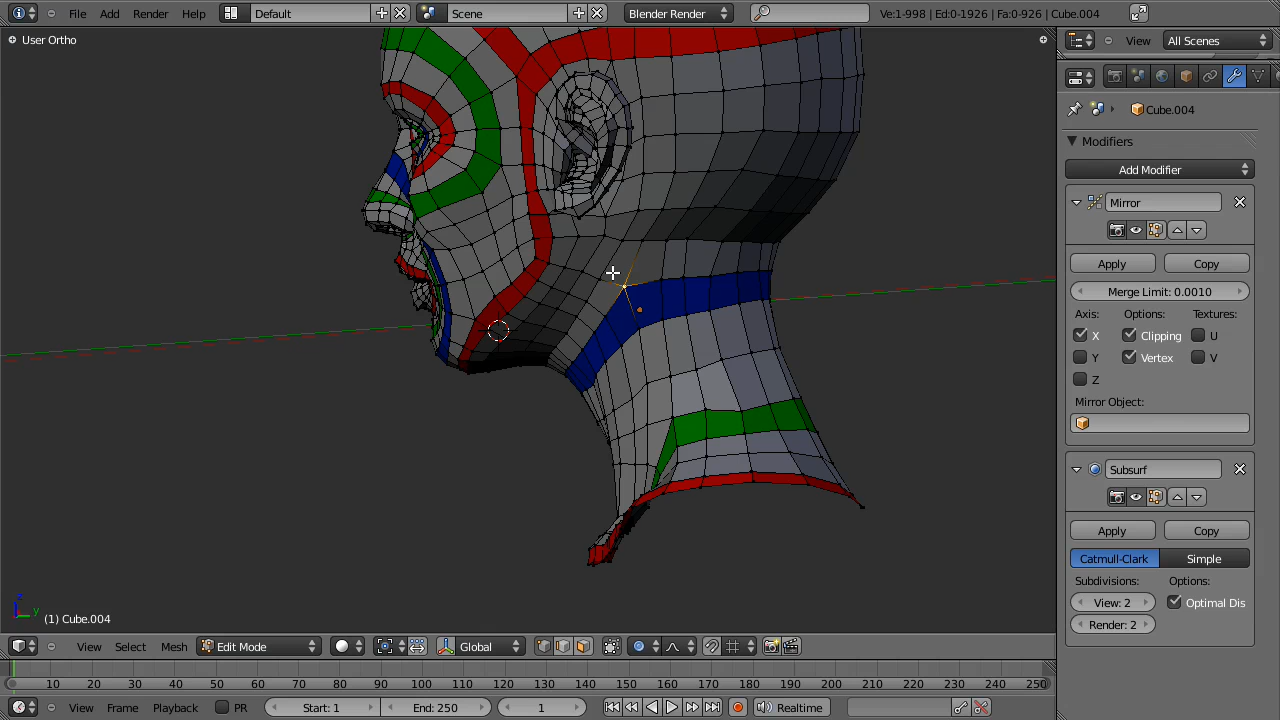 File Add Render Help Default Scene Blender Render Ve:1-998 | Ed:0-1926 | Fa:0-926 | Cube.004
User Ortho
View All Scenes
Cube.004
Modifiers
Add Modifier
Mirror
Apply Copy
Merge Limit: 0.0010
Axis: Options: Textures:
X Clipping U
Y Vertex V
Z
Mirror Object:
Subsurf
Apply Copy
Catmull-Clark Simple
Subdivisions: Options:
View: 2 Optimal Dis
Render: 2
z
y
(1) Cube.004
View Select Mesh Edit Mode Global
10 20 30 40 50 60 70 80 90 100 110 120 130 140 150 160 170 180 190 200 210 220 230 240 250
View Frame Playback PR Start: 1 End: 250 1 Realtime